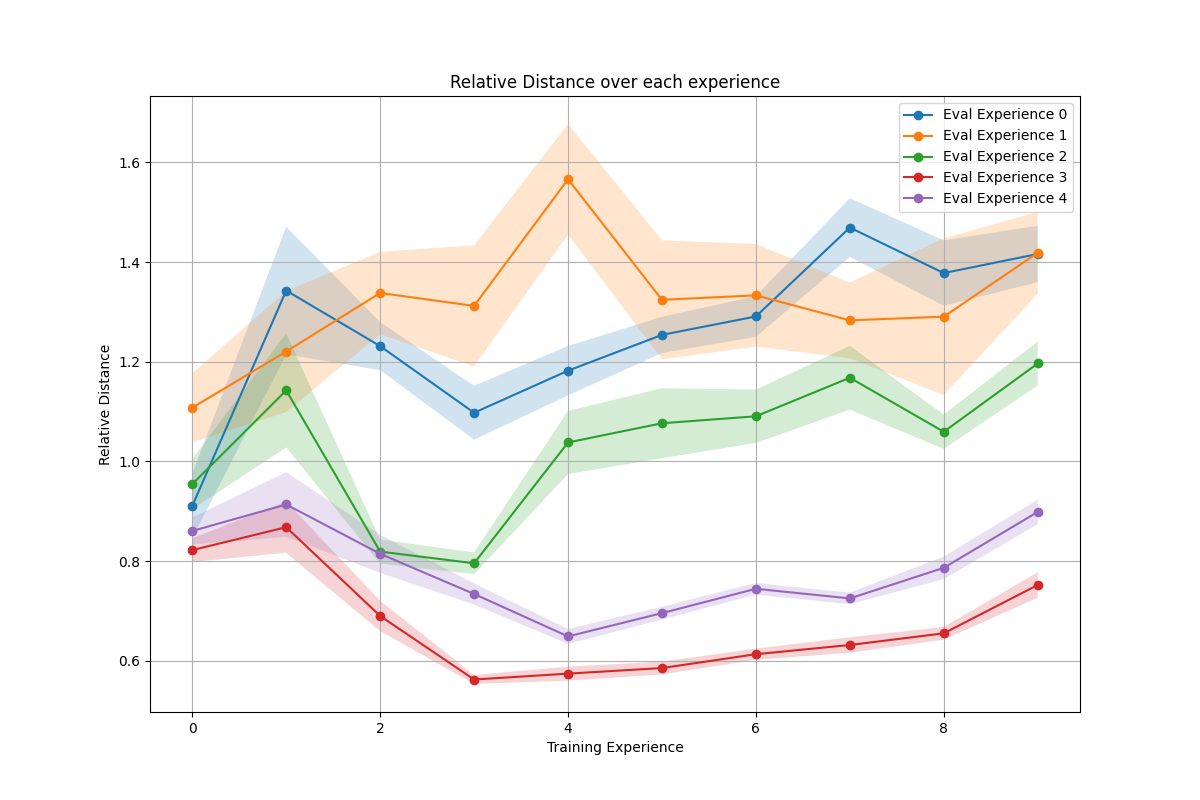 Relative Distance over each experience
Eval Experience 0
Eval Experience 1
Eval Experience 2
Eval Experience 3
Eval Experience 4
Relative Distance
1.6
1.4
1.2
1.0
0.8
0.6
0 2 4 6 8
Training Experience